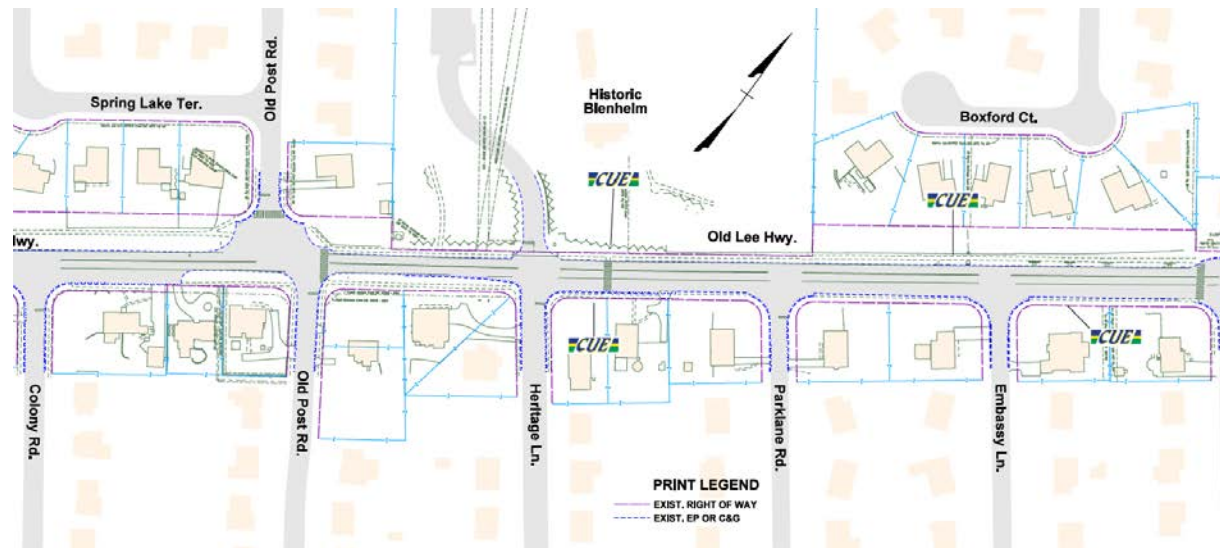 Old Post Rd.
Spring Lake Ter.
Historic
Blenheim
Boxford Ct.
CUE
CUE
wy.
Old Lee Hwy.
CUE
CUE
Colony Rd.
Old Post Rd.
Heritage Ln.
Parklane Rd.
Embassy Ln.
PRINT LEGEND
EXIST. RIGHT OF WAY
EXIST. EP OR C&G